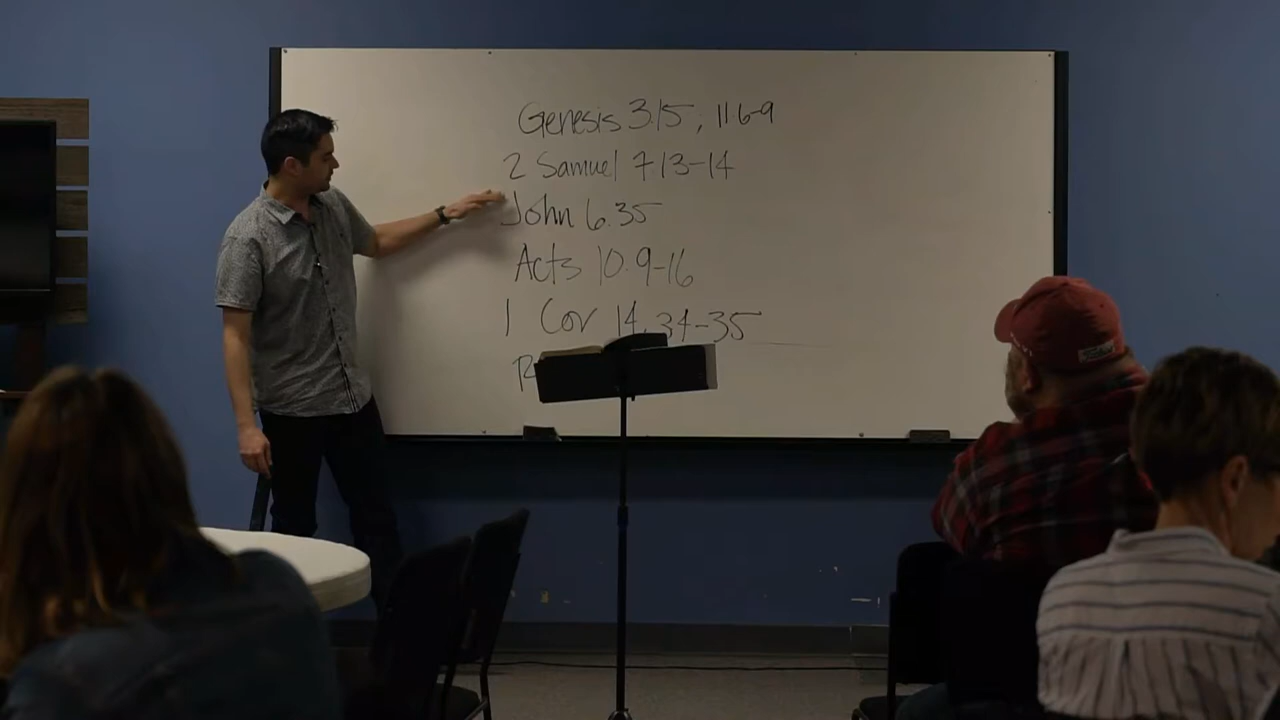 Genesis 3.15, 11.6-9
2 Samuel 7.13-14
John 6.35
Acts 10.9-16
1 Cor 14.34-35